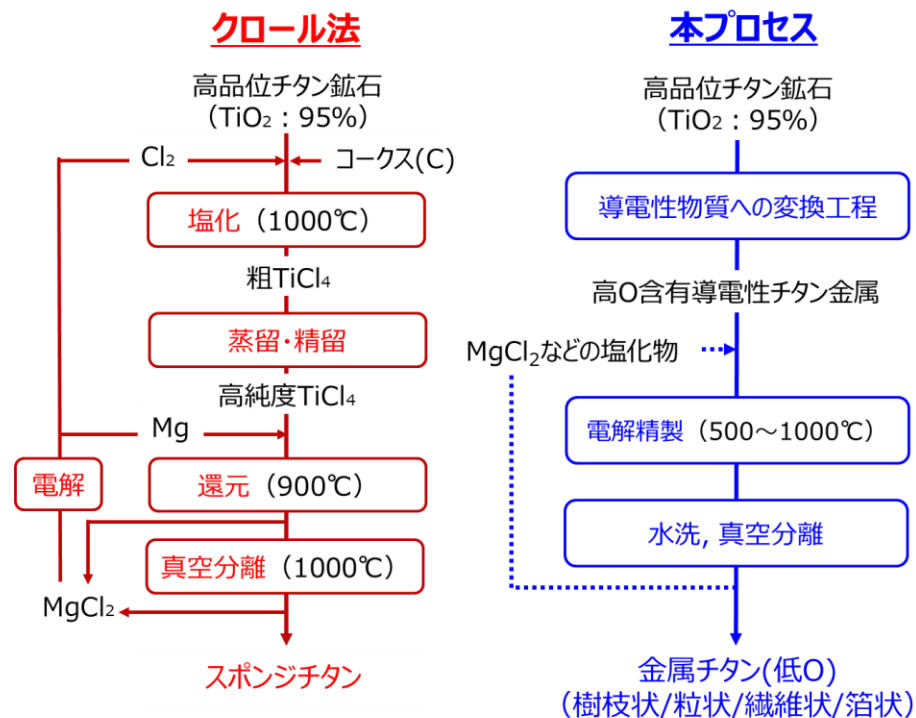 クロール法
高品位チタン鉱石
（TiO₂：95%）
Cl₂
コークス(C)
塩化（1000℃）
粗TiCl₄
蒸留・精留
高純度TiCl₄
Mg
電解
還元（900℃）
真空分離（1000℃）
MgCl₂
スポンジチタン
本プロセス
高品位チタン鉱石
（TiO₂：95%）
導電性物質への変換工程
高O含有導電性チタン金属
MgCl₂などの塩化物
電解精製（500～1000℃）
水洗, 真空分離
金属チタン(低O)
（樹枝状/粒状/繊維状/箔状）